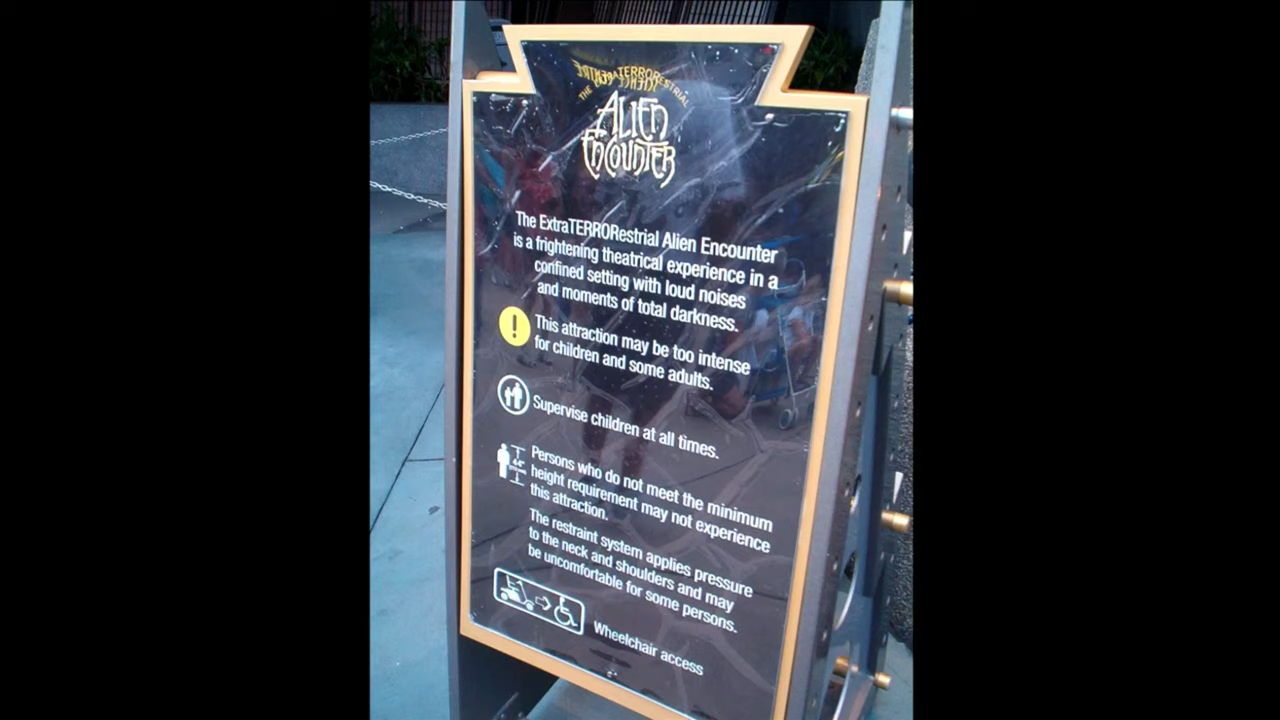 THE EXTRATERRORESTRIAL
ALIEN
ENCOUNTER
The ExtraTERRORestrial Alien Encounter
is a frightening theatrical experience in a
confined setting with loud noises
and moments of total darkness.
This attraction may be too intense
for children and some adults.
Supervise children at all times.
Persons who do not meet the minimum
height requirement may not experience
this attraction.
The restraint system applies pressure
to the neck and shoulders and may
be uncomfortable for some persons.
Wheelchair access